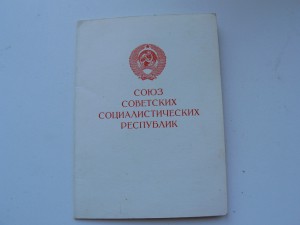 СОЮЗ
СОВЕТСКИХ
СОЦИАЛИСТИЧЕСКИХ
РЕСПУБЛИК